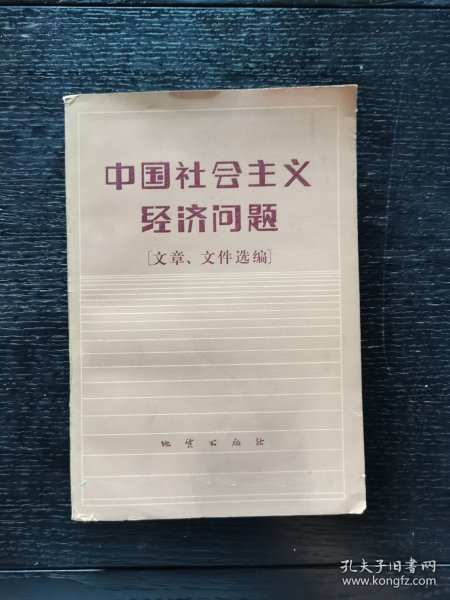 中国社会主义
经济问题
〔文章、文件选编〕
地质出版社
孔夫子旧书网
www.kongfz.com